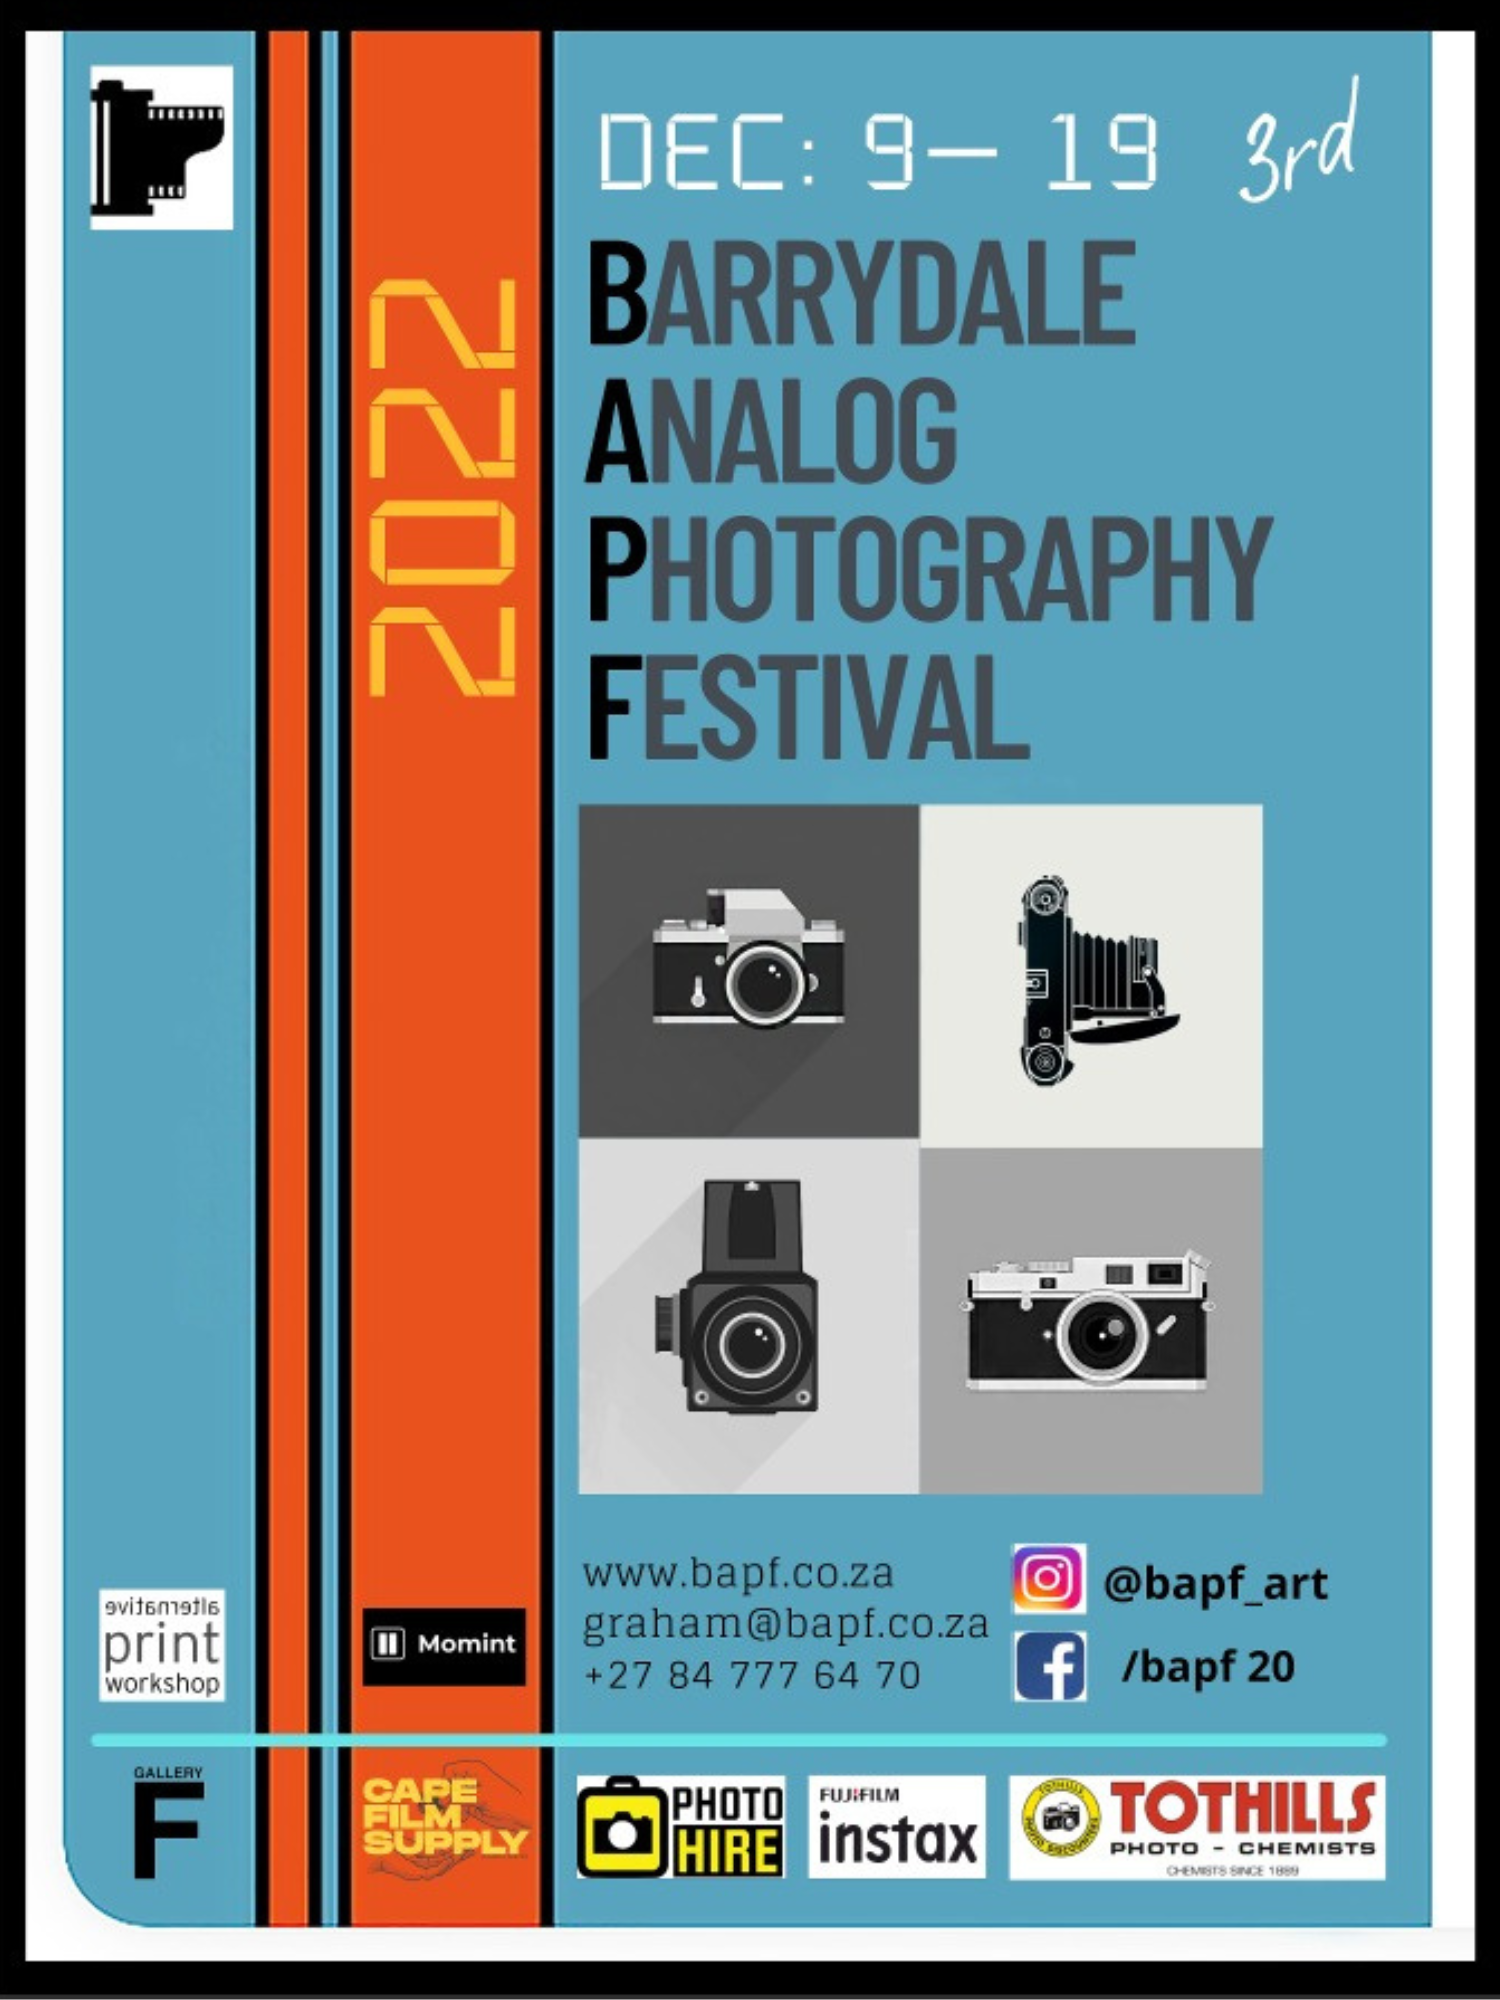 DEC: 9— 19 3rd
2022
BARRYDALE
ANALOG
PHOTOGRAPHY
FESTIVAL
www.bapf.co.za
graham@bapf.co.za
+27 84 777 64 70
@bapf_art
/bapf 20
alternative
print
workshop
Momint
GALLERY
F
CAPE
FILM
SUPPLY
PHOTO
HIRE
FUJIFILM
instax
TOTHILLS
PHOTO - CHEMISTS
CHEMISTS SINCE 1889